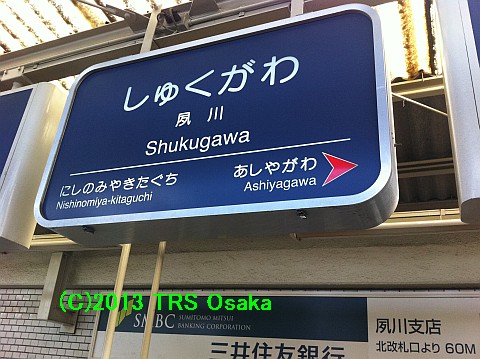 しゅくがわ
夙川
Shukugawa
にしのみやきたぐち
Nishinomiya-kitaguchi
あしやがわ
Ashiyagawa
(C)2013 TRS Osaka
SMBC
SUMITOMO MITSUI
BANKING CORPORATION
三井住友銀行
夙川支店
北改札口より 60M